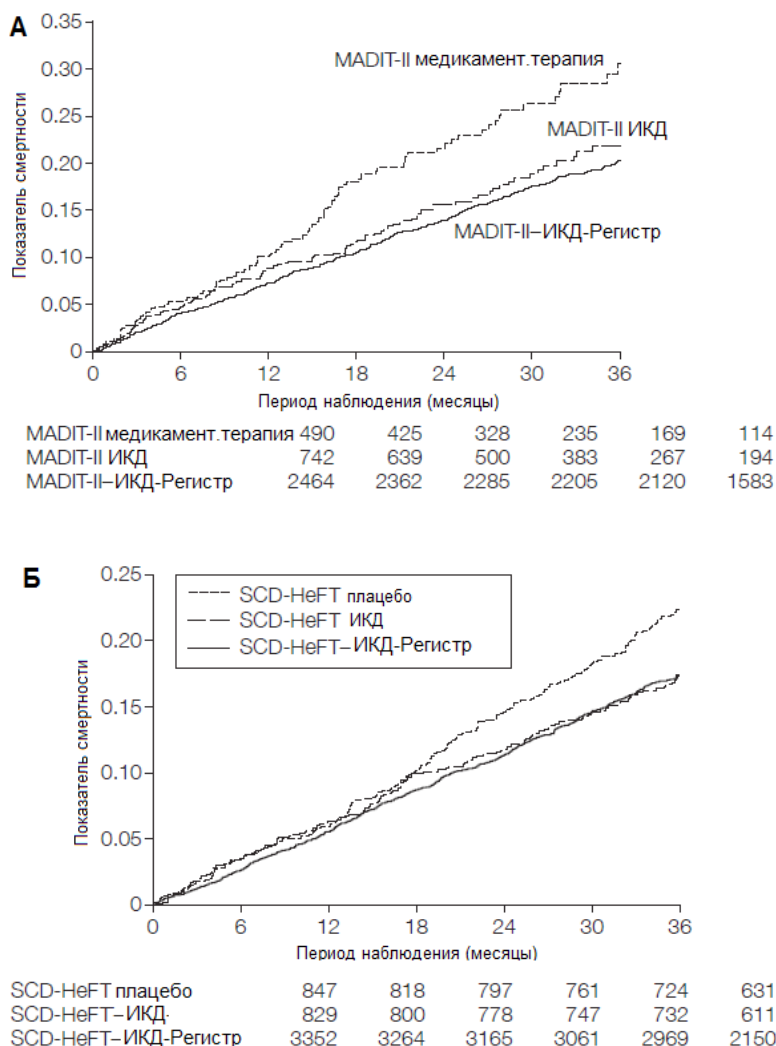 А
0.35
0.30
0.25
0.20
0.15
0.10
0.05
0
Показатель смертности
MADIT-II медикамент.терапия
MADIT-II ИКД
MADIT-II–ИКД-Регистр
0 6 12 18 24 30 36
Период наблюдения (месяцы)
MADIT-II медикамент.терапия 490 425 328 235 169 114
MADIT-II ИКД 742 639 500 383 267 194
MADIT-II–ИКД-Регистр 2464 2362 2285 2205 2120 1583
Б
0.25
0.20
0.15
0.10
0.05
0
Показатель смертности
SCD-HeFT плацебо
SCD-HeFT ИКД
SCD-HeFT–ИКД-Регистр
0 6 12 18 24 30 36
Период наблюдения (месяцы)
SCD-HeFT плацебо 847 818 797 761 724 631
SCD-HeFT–ИКД- 829 800 778 747 732 611
SCD-HeFT–ИКД-Регистр 3352 3264 3165 3061 2969 2150